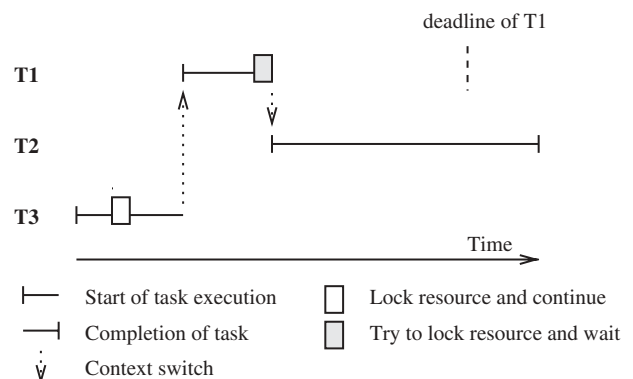 deadline of T1
T1
T2
T3
Time
Start of task execution
Lock resource and continue
Completion of task
Try to lock resource and wait
Context switch